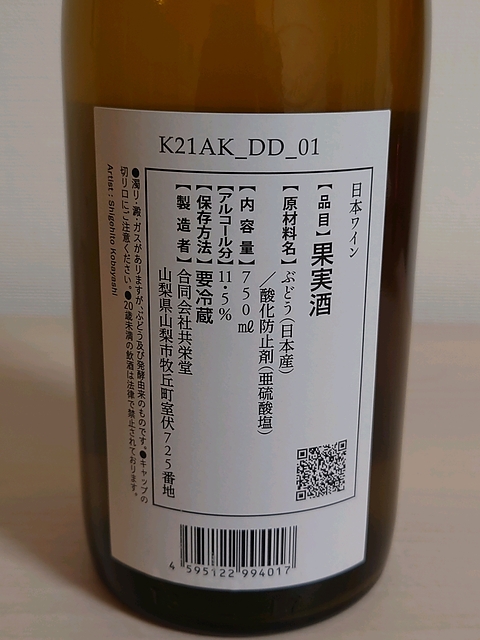 K21AK_DD_01
日本ワイン
【品目】果実酒
【原材料名】ぶどう(日本産)
/酸化防止剤(亜硫酸塩)
【内容量】750㎖
【アルコール分】11.5%
【保存方法】要冷蔵
【製造者】合同会社共栄堂
山梨県山梨市牧丘町室伏725番地
●濁り・澱・ガスがありますが、ぶどう及び発酵由来のものです。●キャップの
切り口にご注意ください。●20歳未満の飲酒は法律で禁止されております。
Artist : Shigehito Kobayashi
4 595122 994017